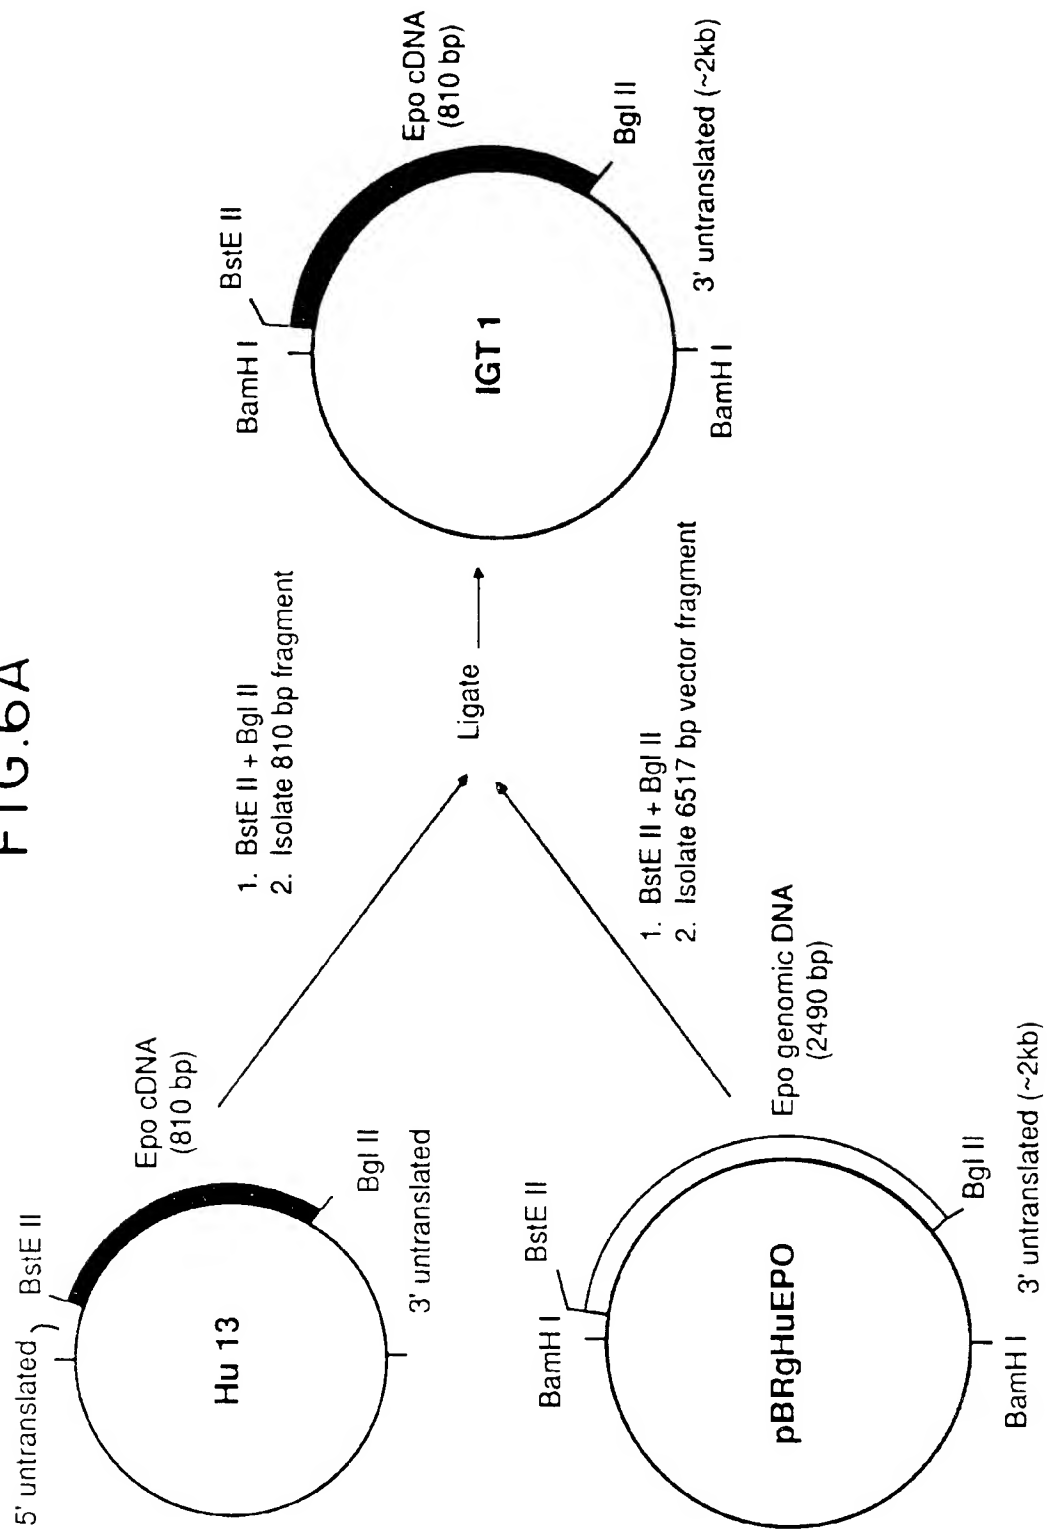 FIG.6A
5' untranslated
BstE II
Epo cDNA
(810 bp)
Hu 13
Bgl II
3' untranslated
1. BstE II + Bgl II
2. Isolate 810 bp fragment
BamH I
BstE II
Epo genomic DNA
(2490 bp)
pBRgHuEPO
Bgl II
BamH I
3' untranslated (~2kb)
1. BstE II + Bgl II
2. Isolate 6517 bp vector fragment
Ligate
BamH I
BstE II
Epo cDNA
(810 bp)
IGT 1
Bgl II
BamH I
3' untranslated (~2kb)